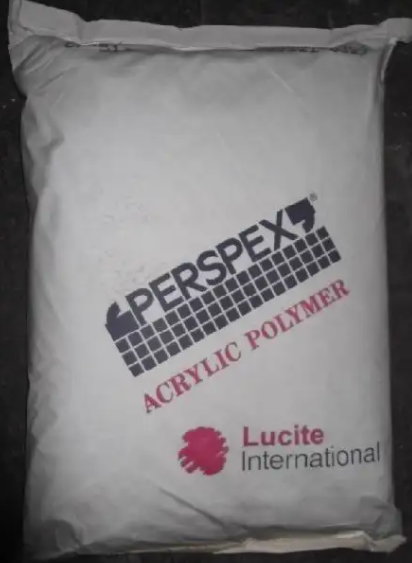 PERSPEX®
ACRYLIC POLYMER
Lucite
International